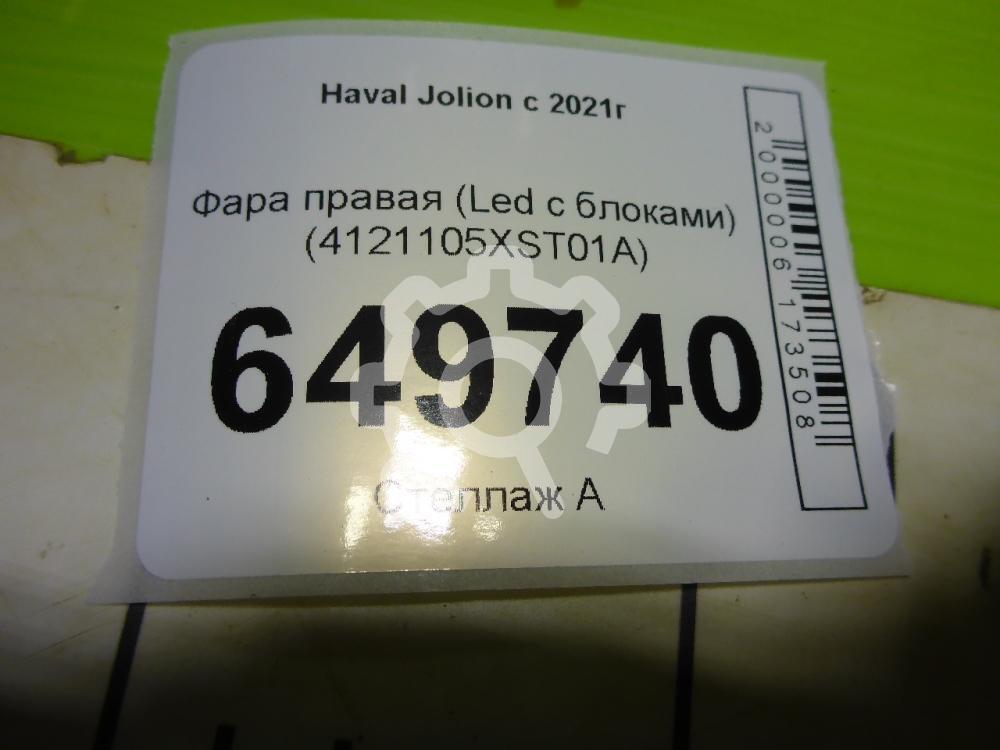 Haval Jolion с 2021г
Фара правая (Led с блоками)
(4121105XST01A)
649740
Стеллаж А
2000006173508